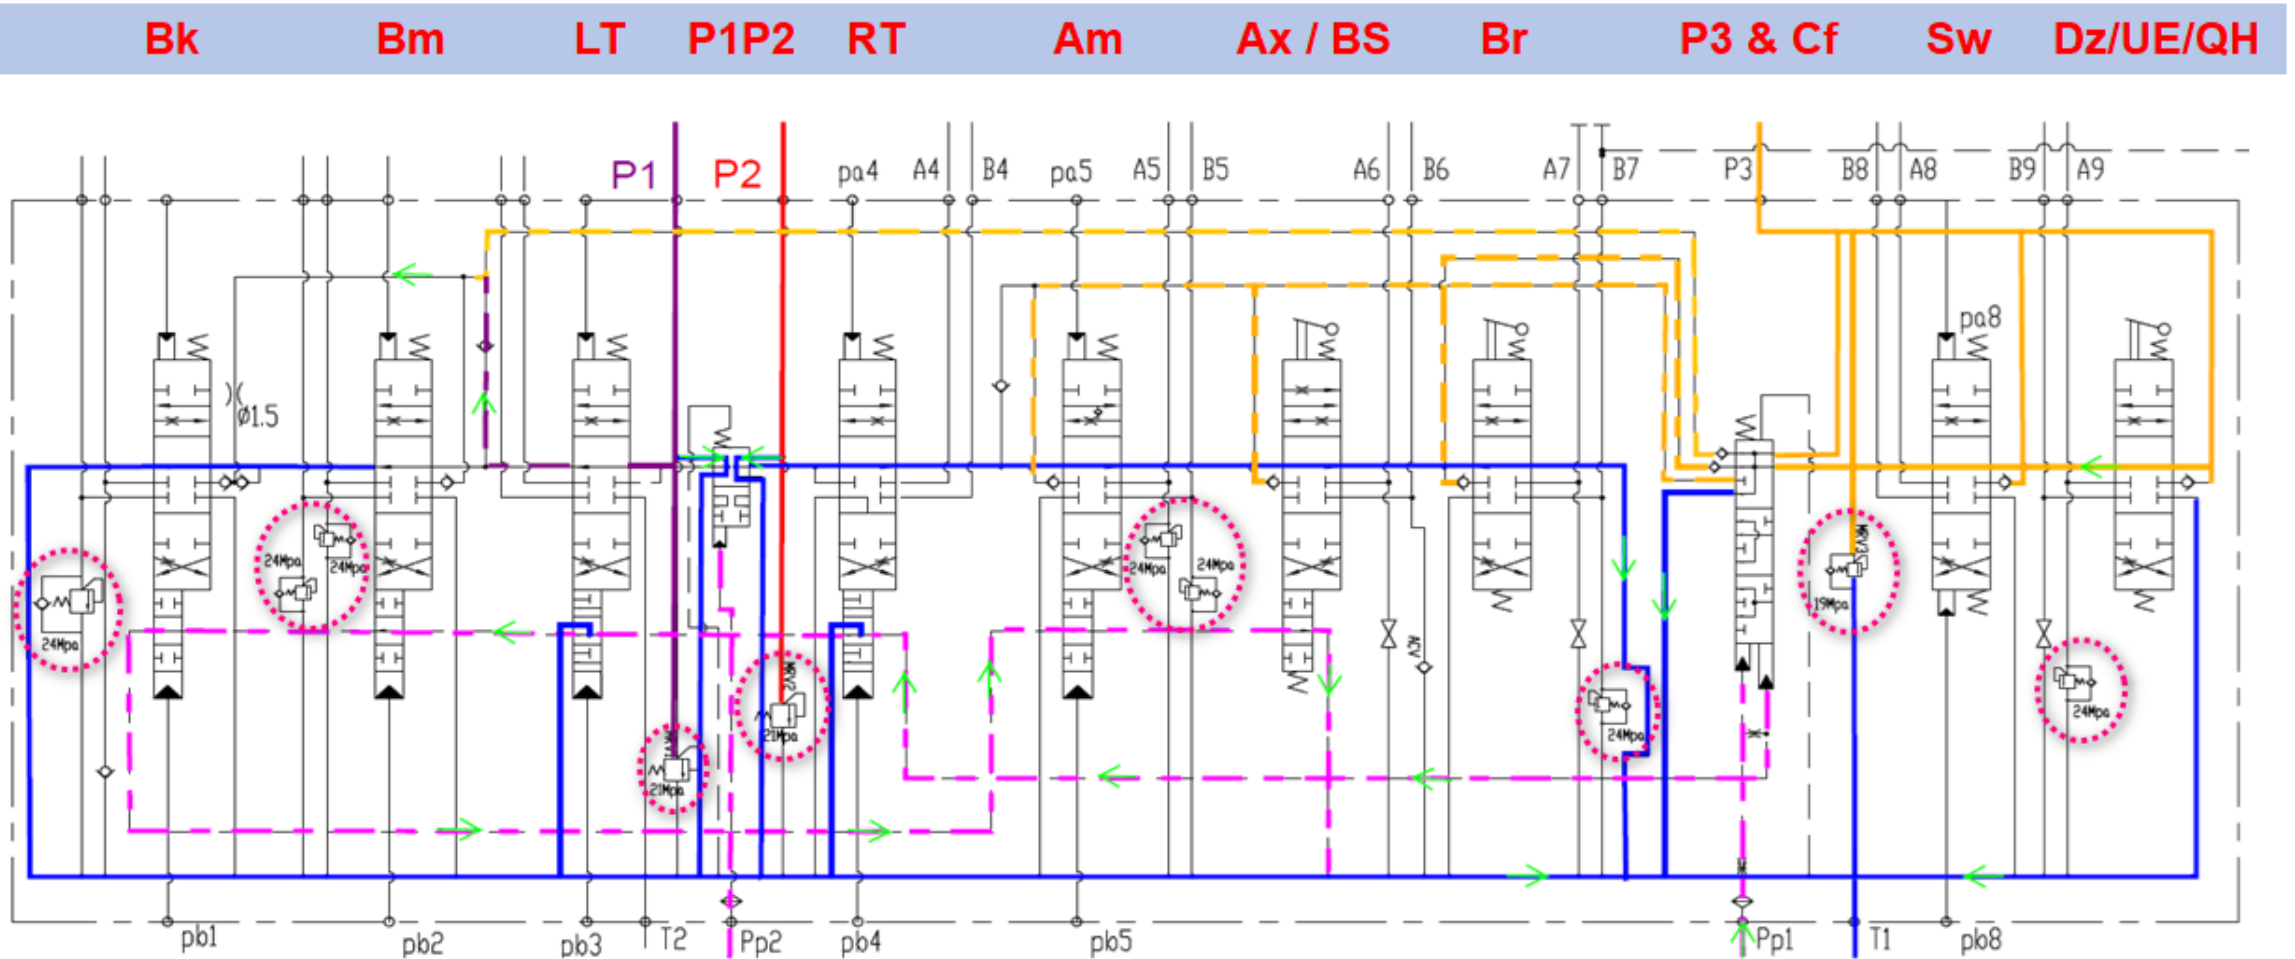 Bk Bm LT P1P2 RT Am Ax / BS Br P3 & Cf Sw Dz/UE/QH
P1 P2 pa4 A4 B4 pa5 A5 B5 A6 B6 A7 B7 P3 B8 A8 B9 A9
pa8
Ø1.5
24Mpa 24Mpa 24Mpa 24Mpa
24Mpa 19Mpa
ACV
MRV2
21Mpa 24Mpa 24Mpa
21Mpa
pb1 pb2 pb3 T2 Pp2 pb4 pb5 Pp1 T1 pb8